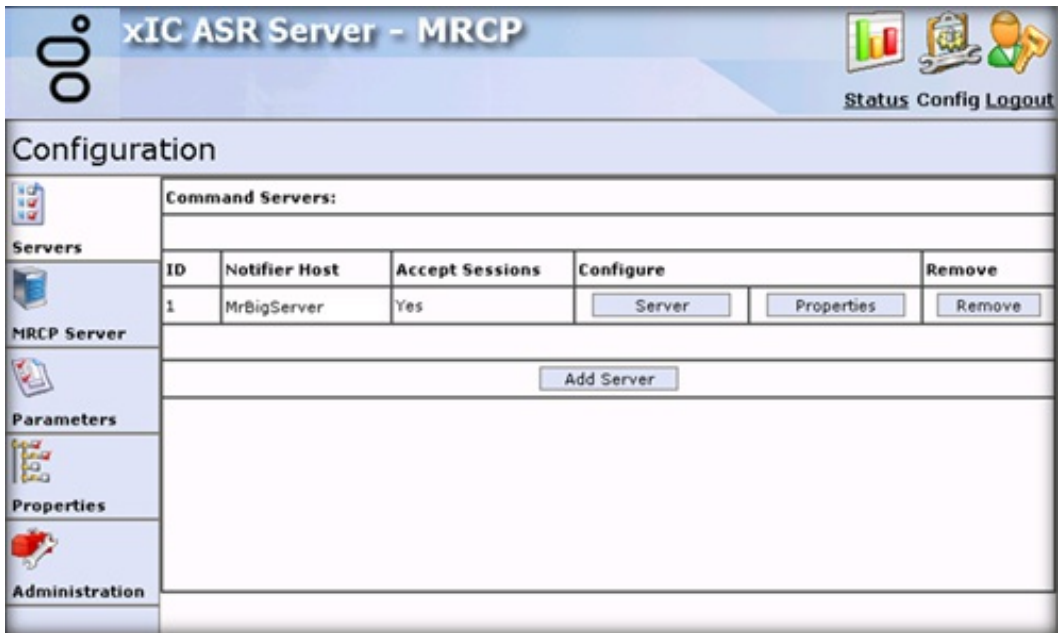 xIC ASR Server - MRCP
Status Config Logout
Configuration
Servers
MRCP Server
Parameters
Properties
Administration
Command Servers:
ID Notifier Host Accept Sessions Configure Remove
1 MrBigServer Yes Server Properties Remove
Add Server